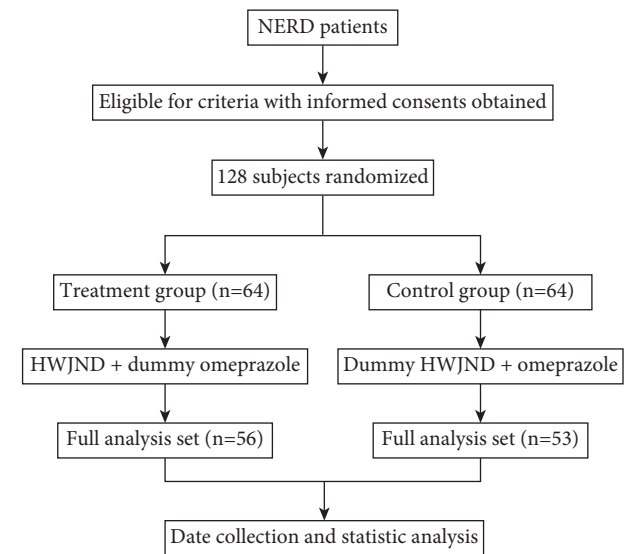 NERD patients
Eligible for criteria with informed consents obtained
128 subjects randomized
Treatment group (n=64)
Control group (n=64)
HWJND + dummy omeprazole
Dummy HWJND + omeprazole
Full analysis set (n=56)
Full analysis set (n=53)
Date collection and statistic analysis